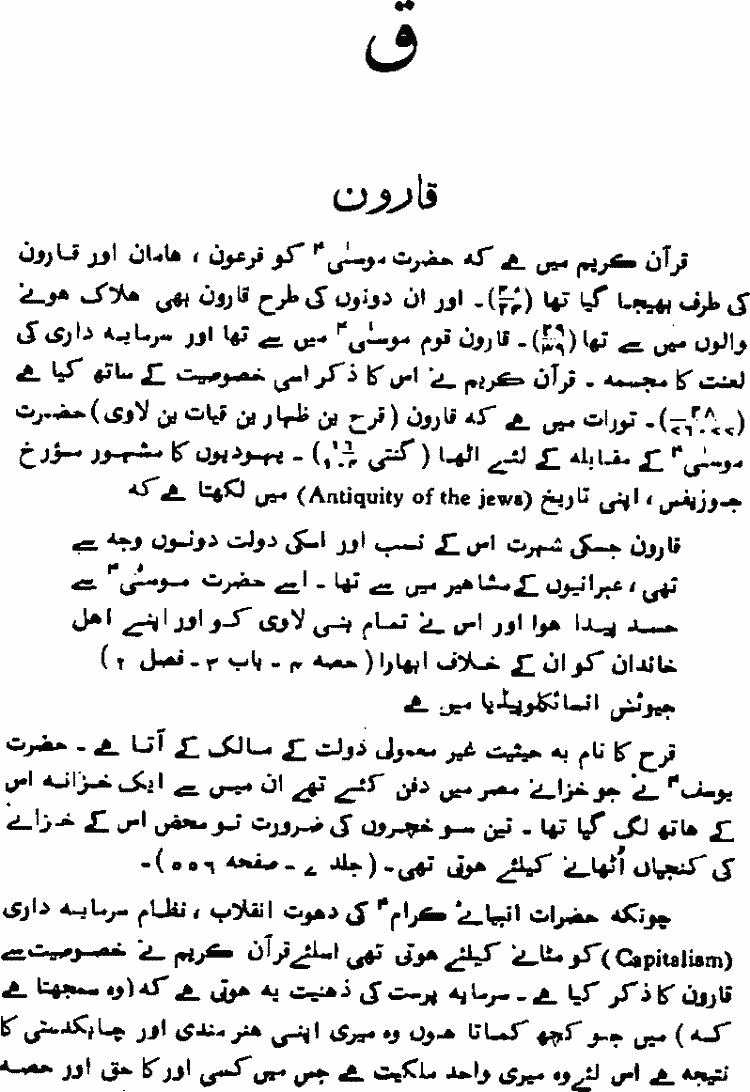 ق
قارون
قرآن کریم میں ہے کہ حضرت موسیٰؑ کو فرعون ، ہامان اور قارون
کی طرف بھیجا گیا تھا (۴۰/۲۴)۔ اور ان دونوں کی طرح قارون بھی ہلاک ہونے
والوں میں سے تھا (۲۹/۳۹)۔ قارون قوم موسیٰؑ میں سے تھا اور سرمایہ داری کی
لعنت کا مجسمہ ۔ قرآن کریم نے اس کا ذکر اسی خصوصیت کے ساتھ کیا ہے
۔ تورات میں ہے کہ قارون (قرح بن ظہار بن قہات بن لاوی) حضرت
موسیٰؑ کے مقابلہ کے لئے اٹھا (گنتی ۱۶/۱۰۳) ۔ یہودیوں کا مشہور مؤرخ
جوزیفس ، اپنی تاریخ (Antiquity of the jews) میں لکھتا ہے کہ
قارون جسکی شہرت اس کے نسب اور اسکی دولت دونوں وجہ سے
تھی ، عبرانیوں کے مشاہیر میں سے تھا ۔ اسے حضرت موسیٰؑ سے
حسد پیدا ہوا اور اس نے تمام بنی لاوی کو اور اپنے اہل
خاندان کو ان کے خلاف ابھارا (حصہ ۴ ۔ باب ۳ ۔ فصل ۲)
جیوئش انسائکلوپیڈیا میں ہے
قرح کا نام بہ حیثیت غیر معمولی دولت کے مالک کے آتا ہے ۔ حضرت
یوسفؑ نے جو خزانے مصر میں دفن کئے تھے ان میں سے ایک خزانہ اس
کے ہاتھ لگ گیا تھا ۔ تین سو خچروں کی ضرورت تو محض اس کے خزانے
کی کنجیاں اُٹھانے کیلئے ہوتی تھی ۔ (جلد ۷ ۔ صفحہ ۵۵۶)۔
چونکہ حضرات انبیائے کرامؑ کی دعوت انقلاب ، نظام سرمایہ داری
(Capitalism) کو مٹانے کیلئے ہوتی تھی اسلئے قرآن کریم نے خصوصیت سے
قارون کا ذکر کیا ہے ۔ سرمایہ پرست کی ذہنیت یہ ہوتی ہے کہ (وہ سمجھتا ہے
کہ) میں جو کچھ کماتا ہوں وہ میری اپنی ہنر مندی اور چابکدستی کا
نتیجہ ہے اس لئے وہ میری واحد ملکیت ہے جس میں کسی اور کا حق اور حصہ